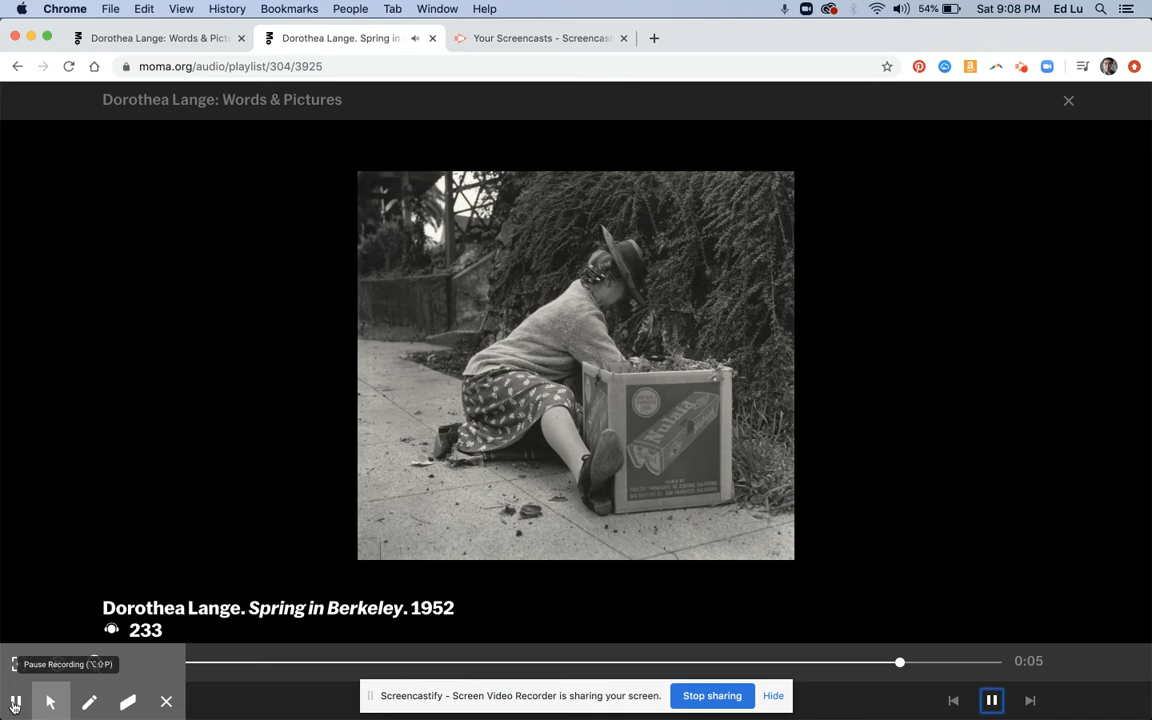 Chrome File Edit View History Bookmarks People Tab Window Help 54% Sat 9:08 PM Ed Lu
Dorothea Lange: Words & Pict
Dorothea Lange. Spring in
Your Screencasts - Screencast
moma.org/audio/playlist/304/3925
Dorothea Lange: Words & Pictures
Nulaid
Dorothea Lange. Spring in Berkeley. 1952
233
Pause Recording (⌥⇧P)
0:05
Screencastify - Screen Video Recorder is sharing your screen. Stop sharing Hide